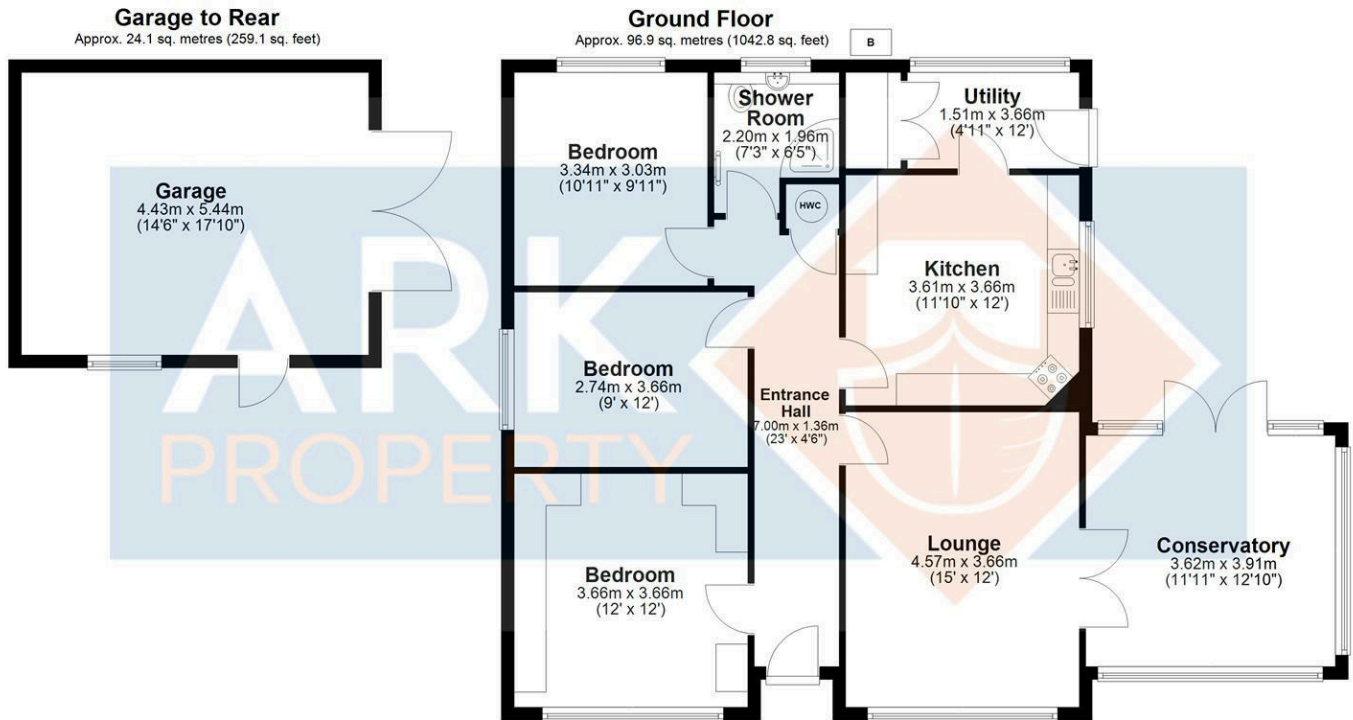 Garage to Rear
Approx. 24.1 sq. metres (259.1 sq. feet)
Ground Floor
Approx. 96.9 sq. metres (1042.8 sq. feet)
B
Garage
4.43m x 5.44m
(14'6" x 17'10")
Bedroom
3.34m x 3.03m
(10'11" x 9'11")
Shower
Room
2.20m x 1.96m
(7'3" x 6'5")
Utility
1.51m x 3.66m
(4'11" x 12')
HWC
Kitchen
3.61m x 3.66m
(11'10" x 12')
Bedroom
2.74m x 3.66m
(9' x 12')
Entrance
Hall
7.00m x 1.36m
(23' x 4'6")
Bedroom
3.66m x 3.66m
(12' x 12')
Lounge
4.57m x 3.66m
(15' x 12')
Conservatory
3.62m x 3.91m
(11'11" x 12'10")
ARK
PROPERTY